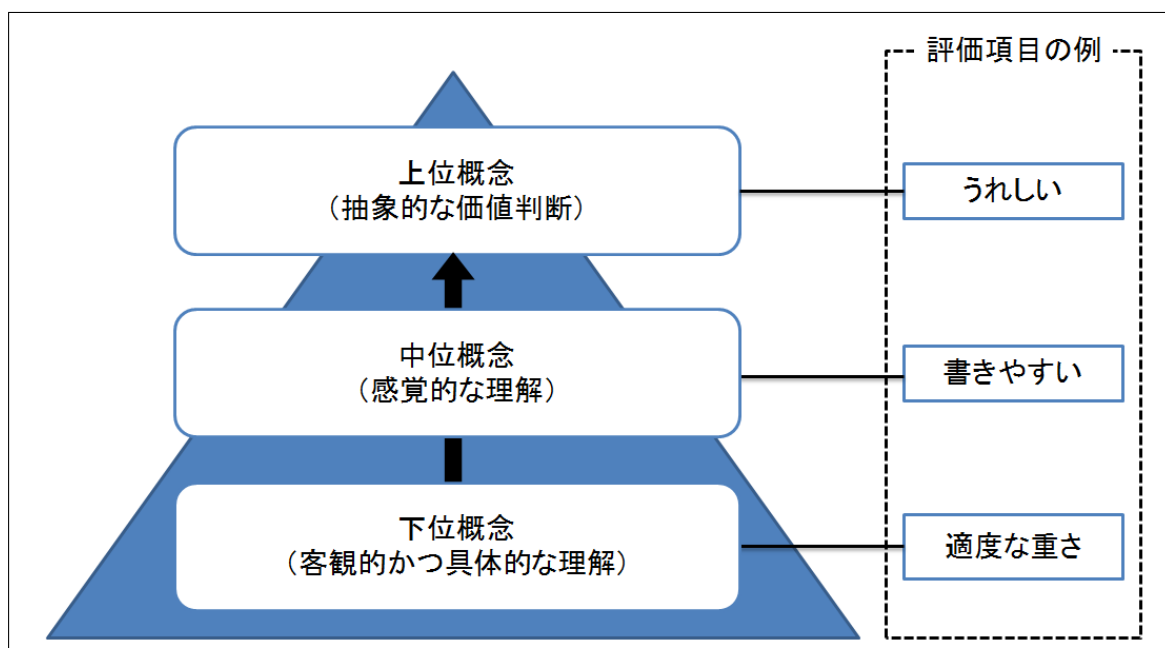 評価項目の例
上位概念
（抽象的な価値判断）
うれしい
中位概念
（感覚的な理解）
書きやすい
下位概念
（客観的かつ具体的な理解）
適度な重さ